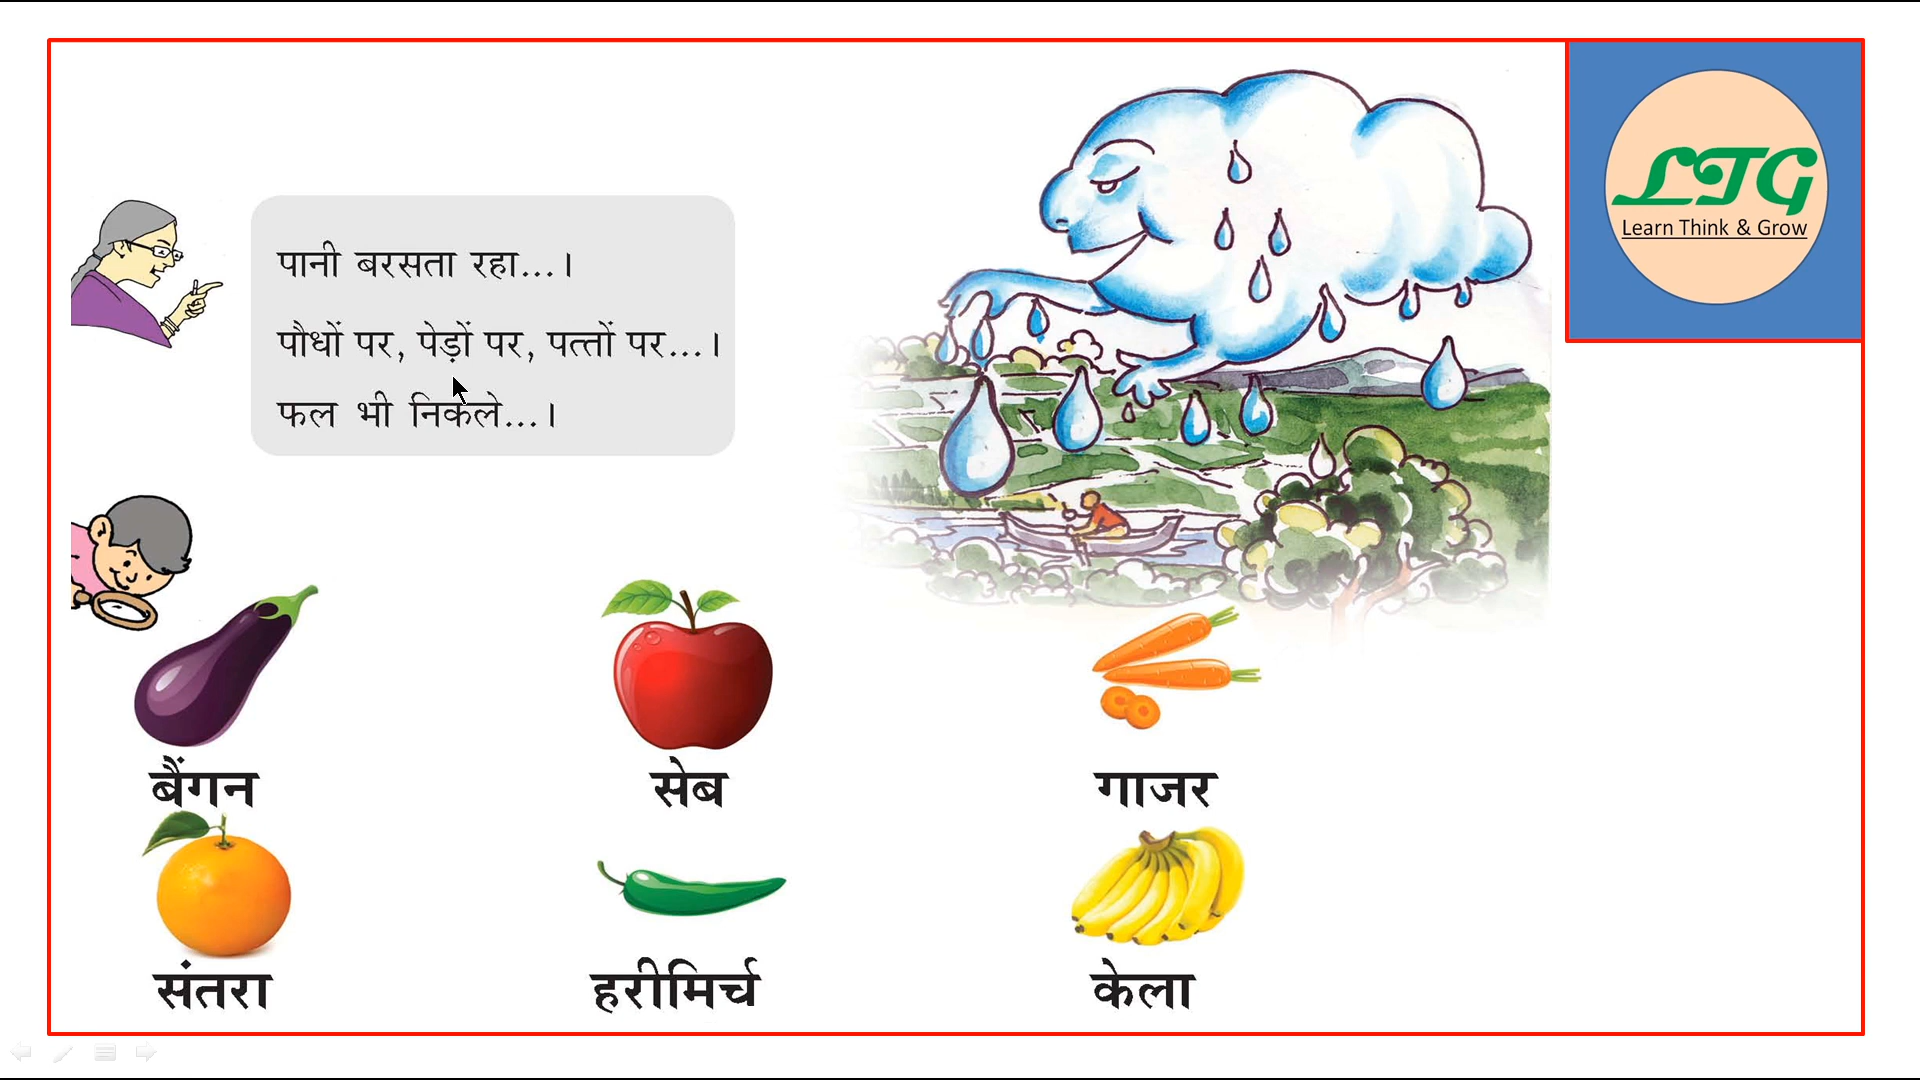 LTG
Learn Think & Grow
पानी बरसता रहा...।
पौधों पर, पेड़ों पर, पत्तों पर...।
फल भी निकले...।
बैंगन
सेब
गाजर
संतरा
हरीमिर्च
केला